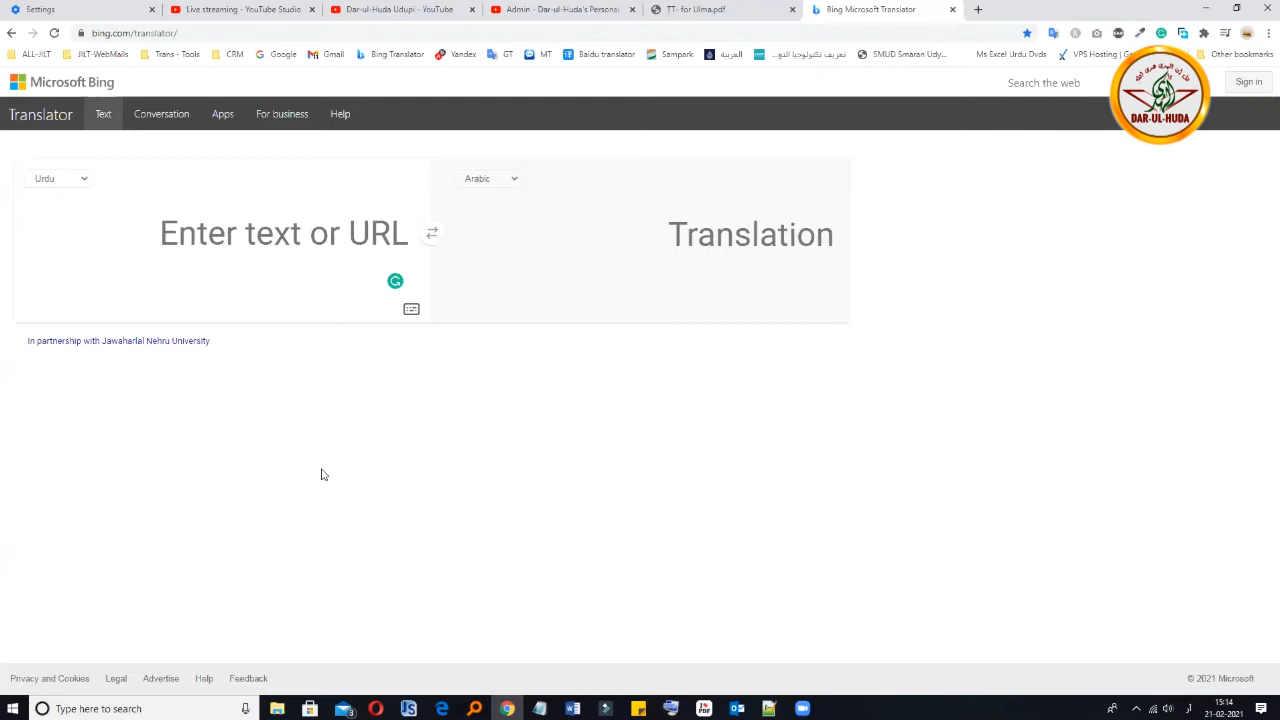 Settings
Live streaming - YouTube Studio
Dar-ul-Huda Udupi - YouTube
Admin - Dar-ul-Huda's Personal
TT- for Ulma.pdf
Bing Microsoft Translator
bing.com/translator/
ALL-JILT
JILT-WebMails
Trans - Tools
CRM
Google
Gmail
Bing Translator
Yandex
GT
MT
Baidu translator
Sampark
العربية
تعريف تكنولوجيا التع...
SMUD Smaran Udy...
Ms Excel Urdu Dvds
VPS Hosting | G
Other bookmarks
Microsoft Bing
Search the web
Sign in
DAR-UL-HUDA
Translator
Text
Conversation
Apps
For business
Help
Urdu
Arabic
Enter text or URL
Translation
In partnership with Jawaharlal Nehru University
Privacy and Cookies
Legal
Advertise
Help
Feedback
© 2021 Microsoft
Type here to search
15:14
21-02-2021